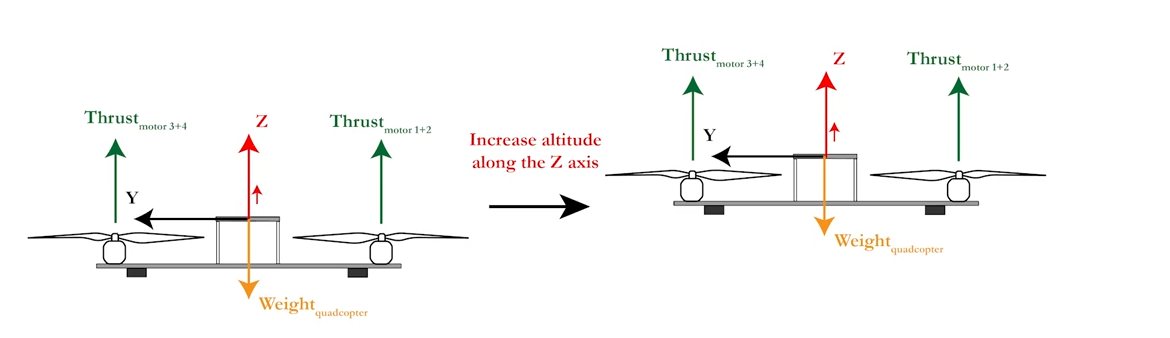 Thrust motor 3+4
Z
Thrust motor 1+2
Y
Weight quadcopter
Increase altitude
along the Z axis
Thrust motor 3+4
Z
Thrust motor 1+2
Y
Weight quadcopter